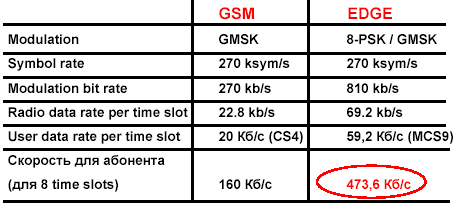 GSM EDGE
Modulation GMSK 8-PSK / GMSK
Symbol rate 270 ksym/s 270 ksym/s
Modulation bit rate 270 kb/s 810 kb/s
Radio data rate per time slot 22.8 kb/s 69.2 kb/s
User data rate per time slot 20 Кб/с (CS4) 59,2 Кб/с (MCS9)
Скорость для абонента
(для 8 time slots) 160 Кб/с 473,6 Кб/с